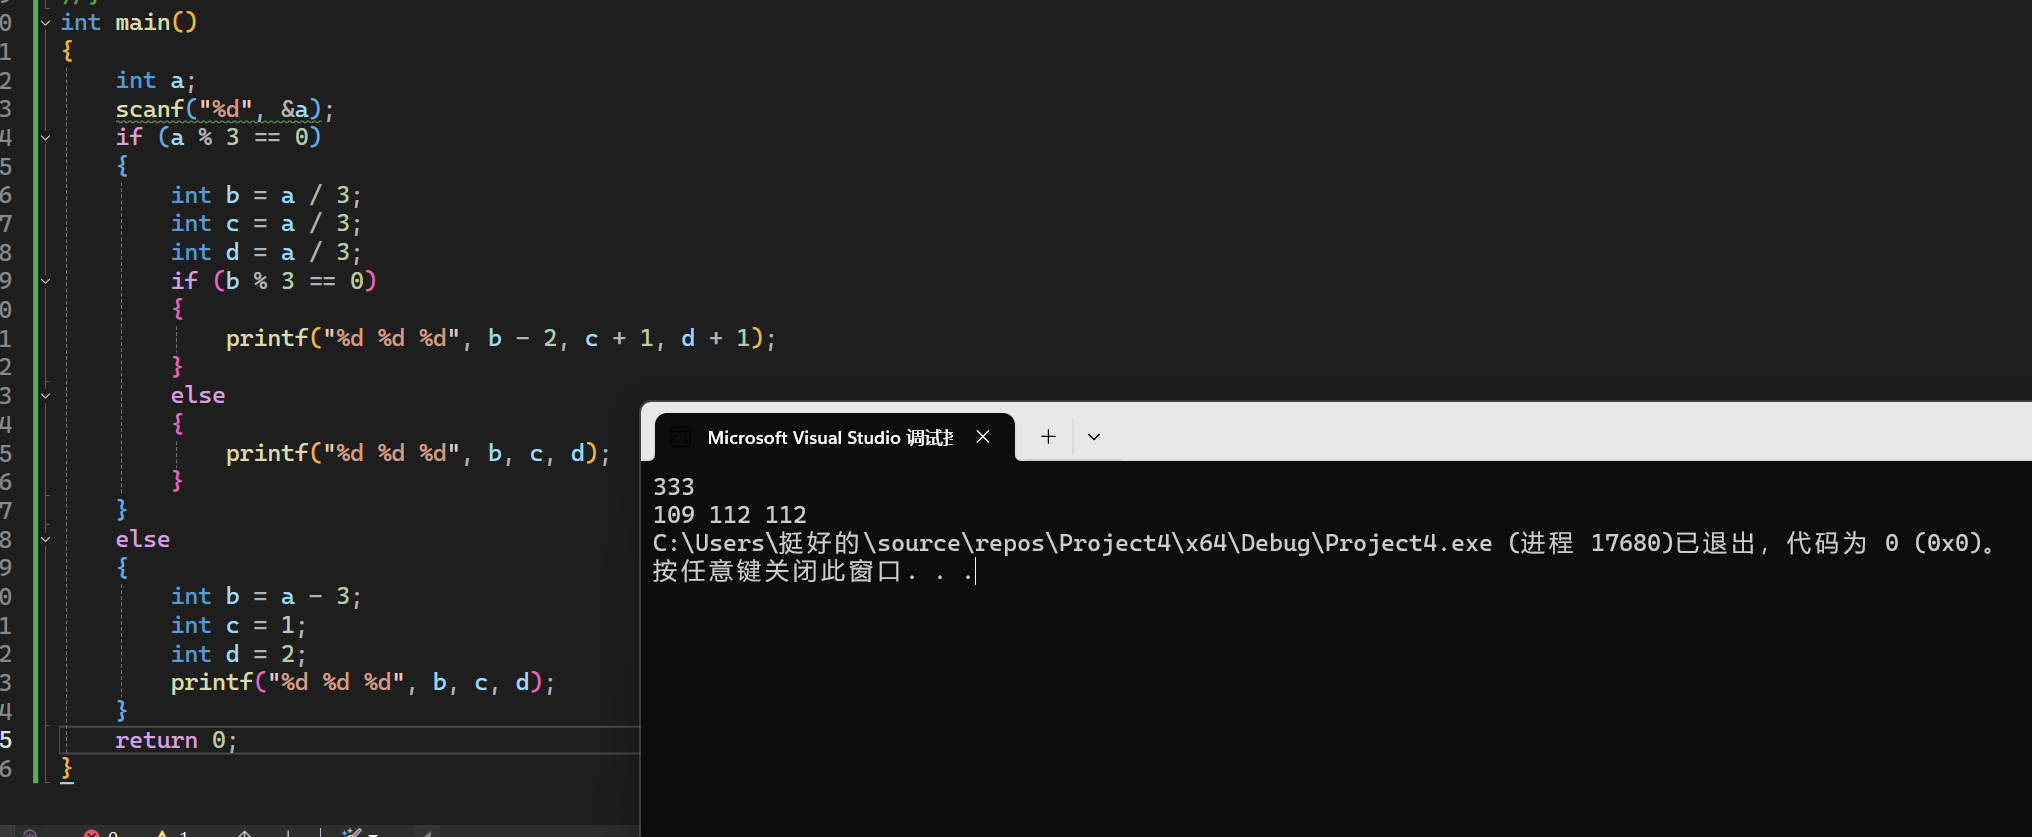 0 int main()
1 {
2 int a;
3 scanf("%d", &a);
4 if (a % 3 == 0)
5 {
6 int b = a / 3;
7 int c = a / 3;
8 int d = a / 3;
9 if (b % 3 == 0)
0 {
1 printf("%d %d %d", b - 2, c + 1, d + 1);
2 }
3 else
4 {
5 printf("%d %d %d", b, c, d);
6 }
7 }
8 else
9 {
0 int b = a - 3;
1 int c = 1;
2 int d = 2;
3 printf("%d %d %d", b, c, d);
4 }
5 return 0;
6 }
Microsoft Visual Studio 调试
333
109 112 112
C:\Users\挺好的\source\repos\Project4\x64\Debug\Project4.exe (进程 17680)已退出，代码为 0 (0x0)。
按任意键关闭此窗口. . .